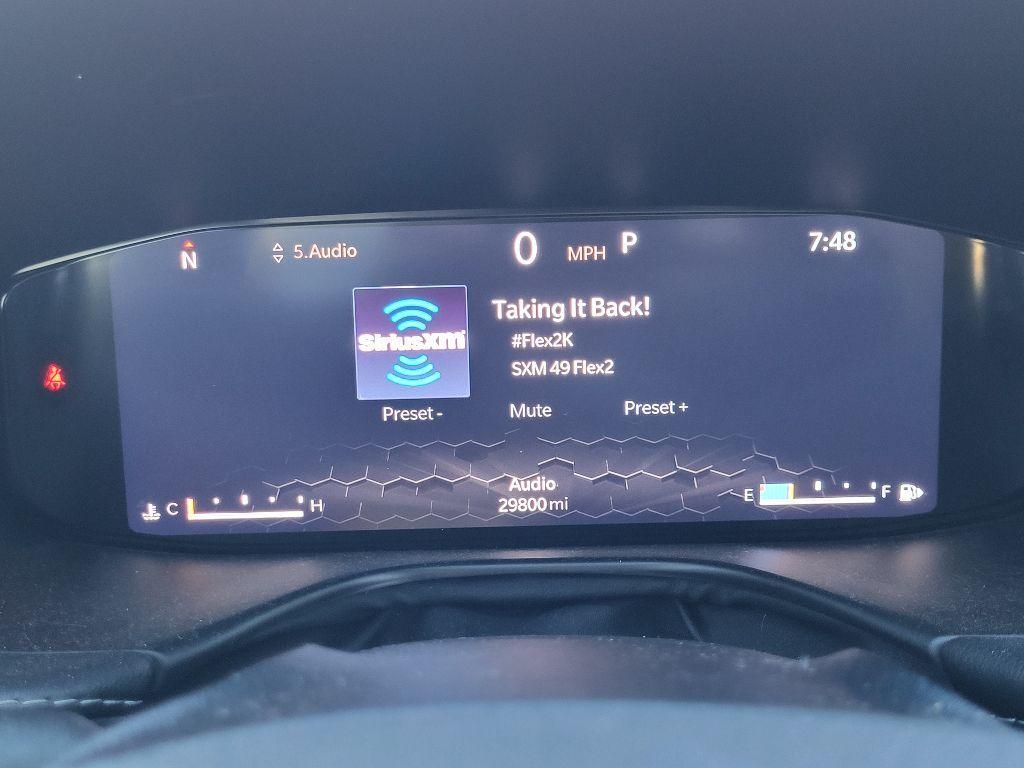 N
5.Audio
0 MPH P
7:48
SiriusXM
Taking It Back!
#Flex2K
SXM 49 Flex2
Preset -
Mute
Preset +
C H
Audio
29800 mi
E F